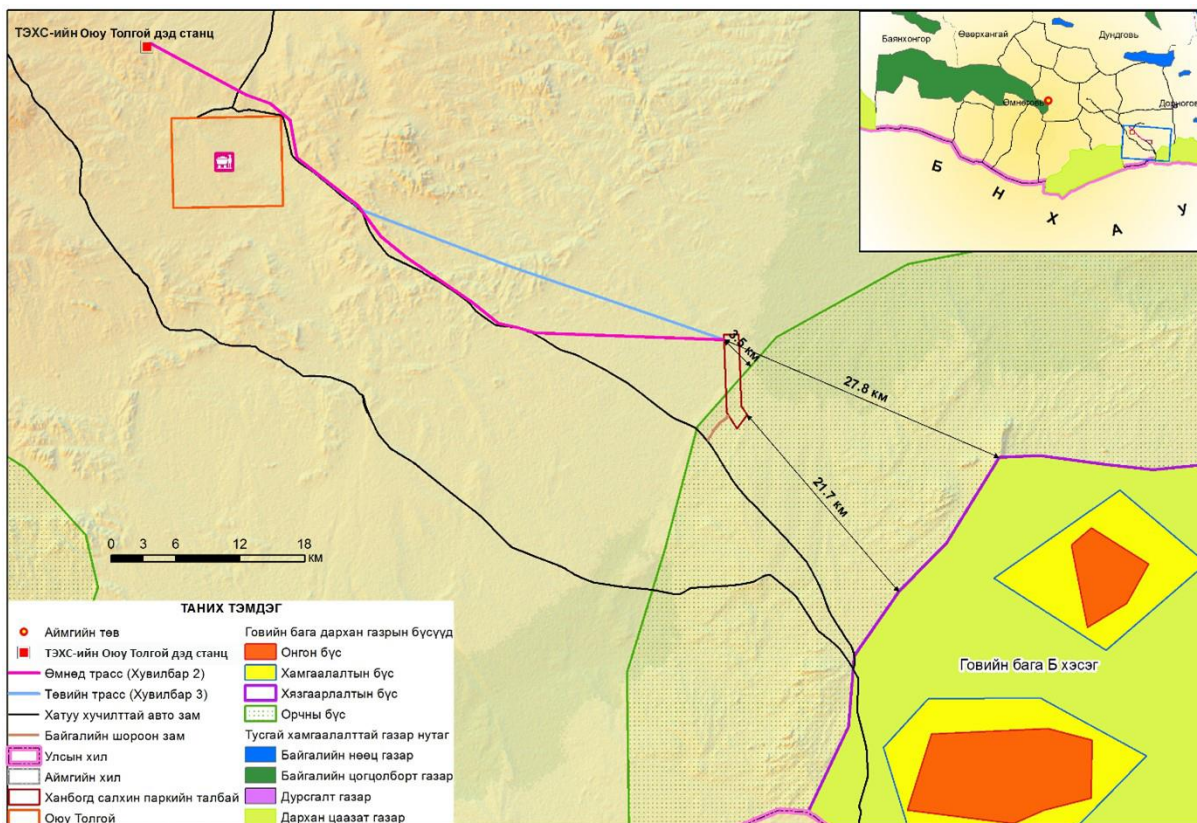 ТЭХС-ийн Оюу Толгой дэд станц
Баянхонгор
Өвөрхангай
Дундговь
Өмнөговь
Дорноговь
Б Н Х А У
3.5 км
27.8 км
21.7 км
0 3 6 12 18
км
Говийн бага Б хэсэг
ТАНИХ ТЭМДЭГ
Аймгийн төв
ТЭХС-ийн Оюу Толгой дэд станц
Өмнөд трасс (Хувилбар 2)
Төвийн трасс (Хувилбар 3)
Хатуу хучилттай авто зам
Байгалийн шороон зам
Улсын хил
Аймгийн хил
Ханбогд салхин паркийн талбай
Оюу Толгой
Говийн бага дархан газрын бүсүүд
Онгон бүс
Хамгаалалтын бүс
Хязгаарлалтын бүс
Орчны бүс
Тусгай хамгаалалттай газар нутаг
Байгалийн нөөц газар
Байгалийн цогцолборт газар
Дурсгалт газар
Дархан цаазат газар